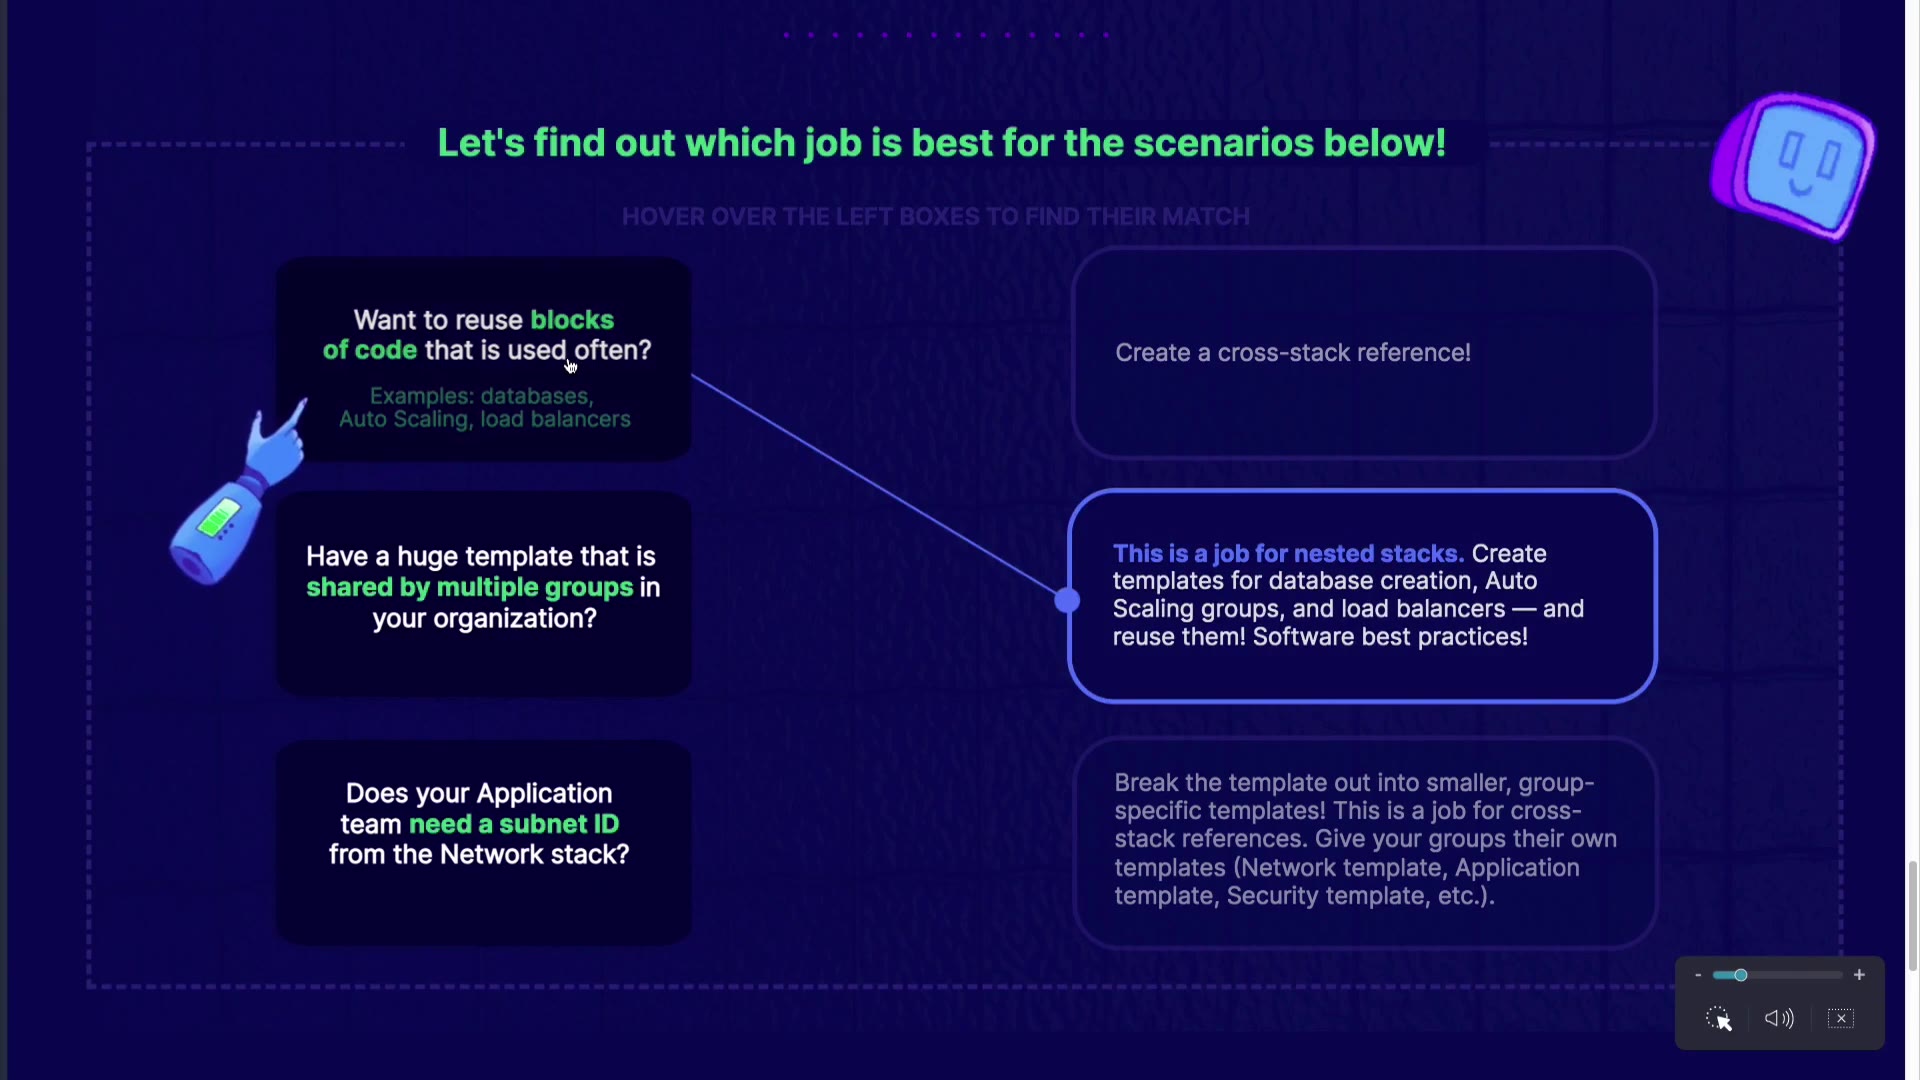 Let's find out which job is best for the scenarios below!
HOVER OVER THE LEFT BOXES TO FIND THEIR MATCH
Want to reuse blocks
of code that is used often?
Examples: databases,
Auto Scaling, load balancers
Create a cross-stack reference!
Have a huge template that is
shared by multiple groups in
your organization?
This is a job for nested stacks. Create
templates for database creation, Auto
Scaling groups, and load balancers — and
reuse them! Software best practices!
Does your Application
team need a subnet ID
from the Network stack?
Break the template out into smaller, group-
specific templates! This is a job for cross-
stack references. Give your groups their own
templates (Network template, Application
template, Security template, etc.).